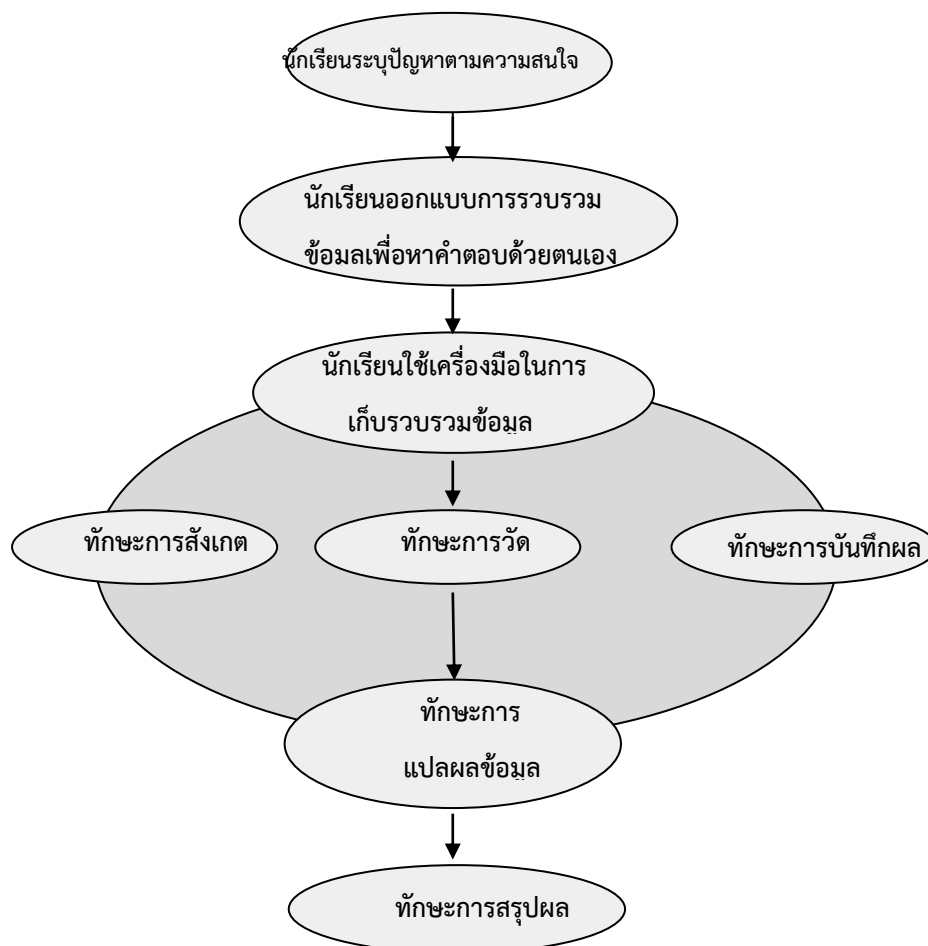 นักเรียนระบุปัญหาตามความสนใจ
นักเรียนออกแบบการรวบรวม
ข้อมูลเพื่อหาคำตอบด้วยตนเอง
นักเรียนใช้เครื่องมือในการ
เก็บรวบรวมข้อมูล
ทักษะการสังเกต
ทักษะการวัด
ทักษะการบันทึกผล
ทักษะการ
แปลผลข้อมูล
ทักษะการสรุปผล